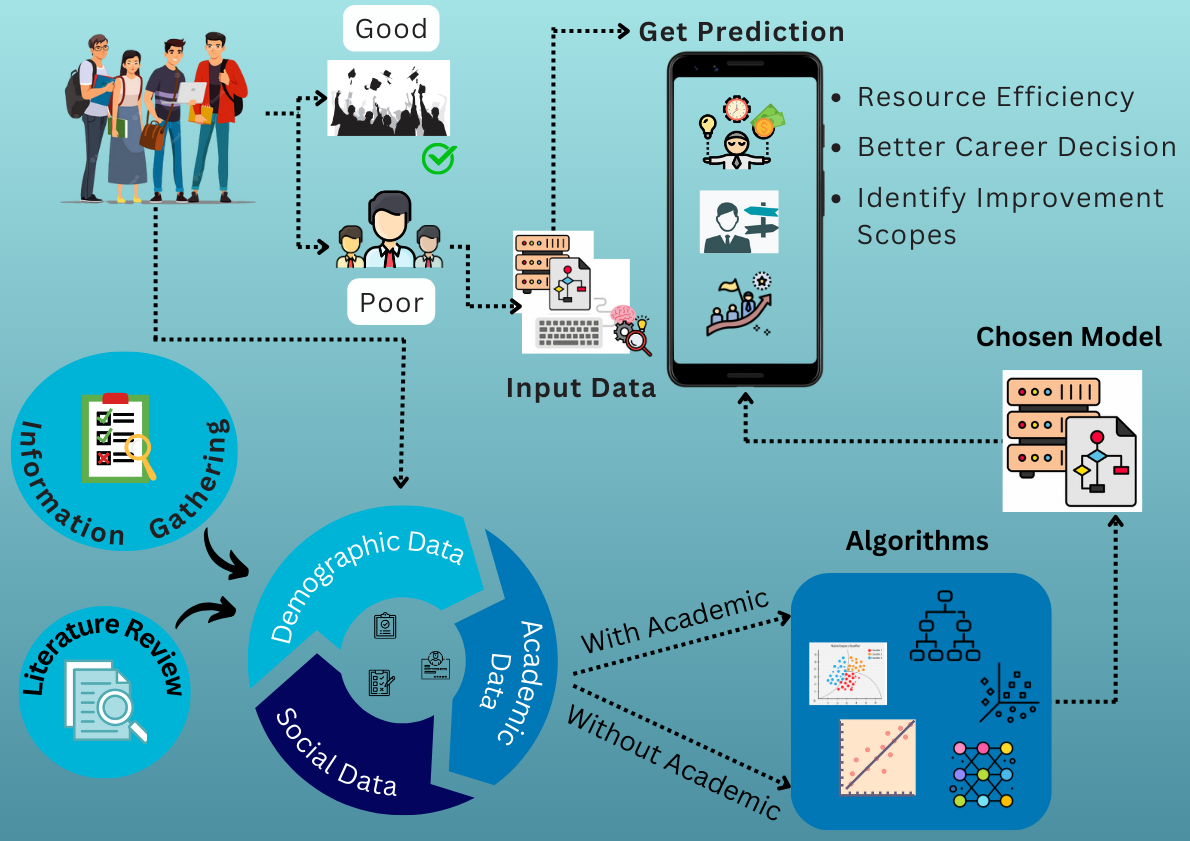 Good
Get Prediction
Resource Efficiency
Better Career Decision
Identify Improvement
Scopes
Poor
Input Data
Chosen Model
Information Gathering
Literature Review
Demographic Data
Academic
Data
Social Data
With Academic
Without Academic
Algorithms